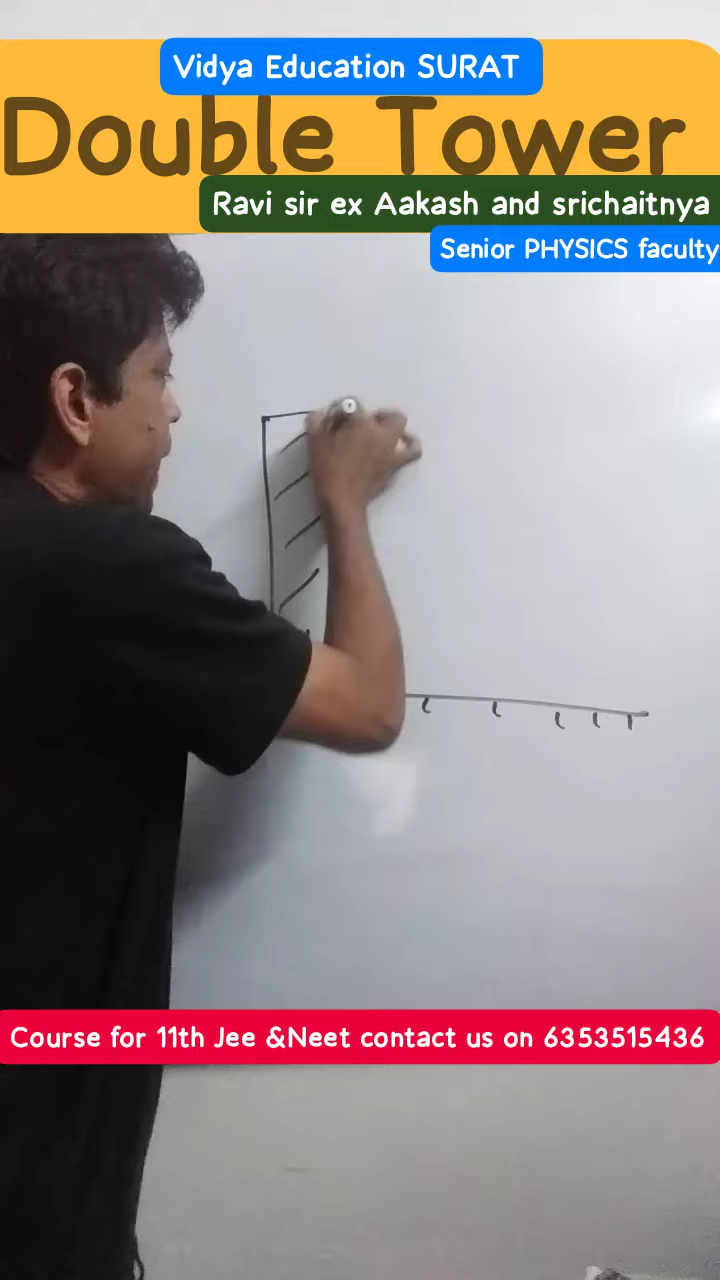 Vidya Education SURAT
Double Tower
Ravi sir ex Aakash and srichaitnya
Senior PHYSICS faculty
Course for 11th Jee &Neet contact us on 6353515436